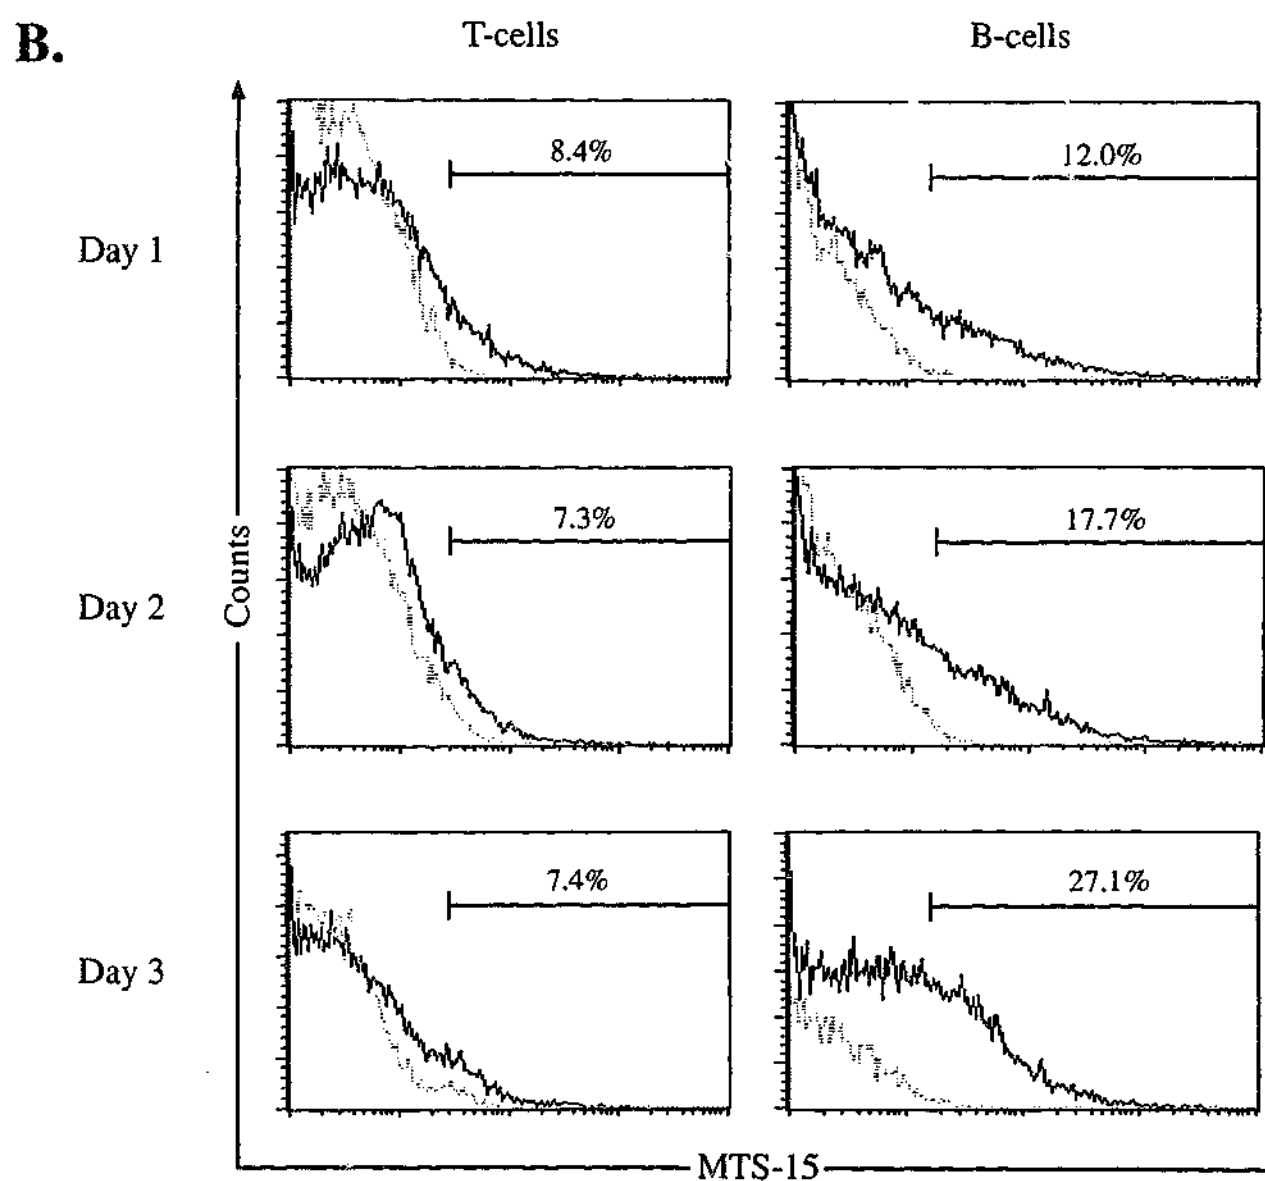 B.
T-cells
B-cells
Day 1
8.4%
12.0%
Day 2
7.3%
17.7%
Counts
Day 3
7.4%
27.1%
MTS-15